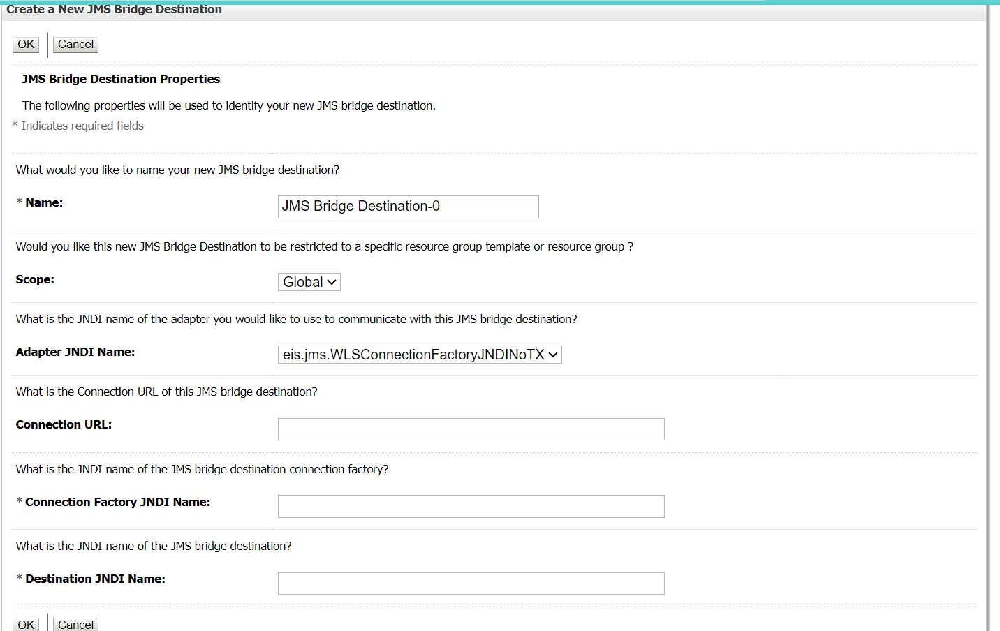 Create a New JMS Bridge Destination
OK Cancel
JMS Bridge Destination Properties
The following properties will be used to identify your new JMS bridge destination.
* Indicates required fields
What would you like to name your new JMS bridge destination?
* Name: JMS Bridge Destination-0
Would you like this new JMS Bridge Destination to be restricted to a specific resource group template or resource group ?
Scope: Global
What is the JNDI name of the adapter you would like to use to communicate with this JMS bridge destination?
Adapter JNDI Name: eis.jms.WLSConnectionFactoryJNDINoTX
What is the Connection URL of this JMS bridge destination?
Connection URL:
What is the JNDI name of the JMS bridge destination connection factory?
* Connection Factory JNDI Name:
What is the JNDI name of the JMS bridge destination?
* Destination JNDI Name:
OK Cancel